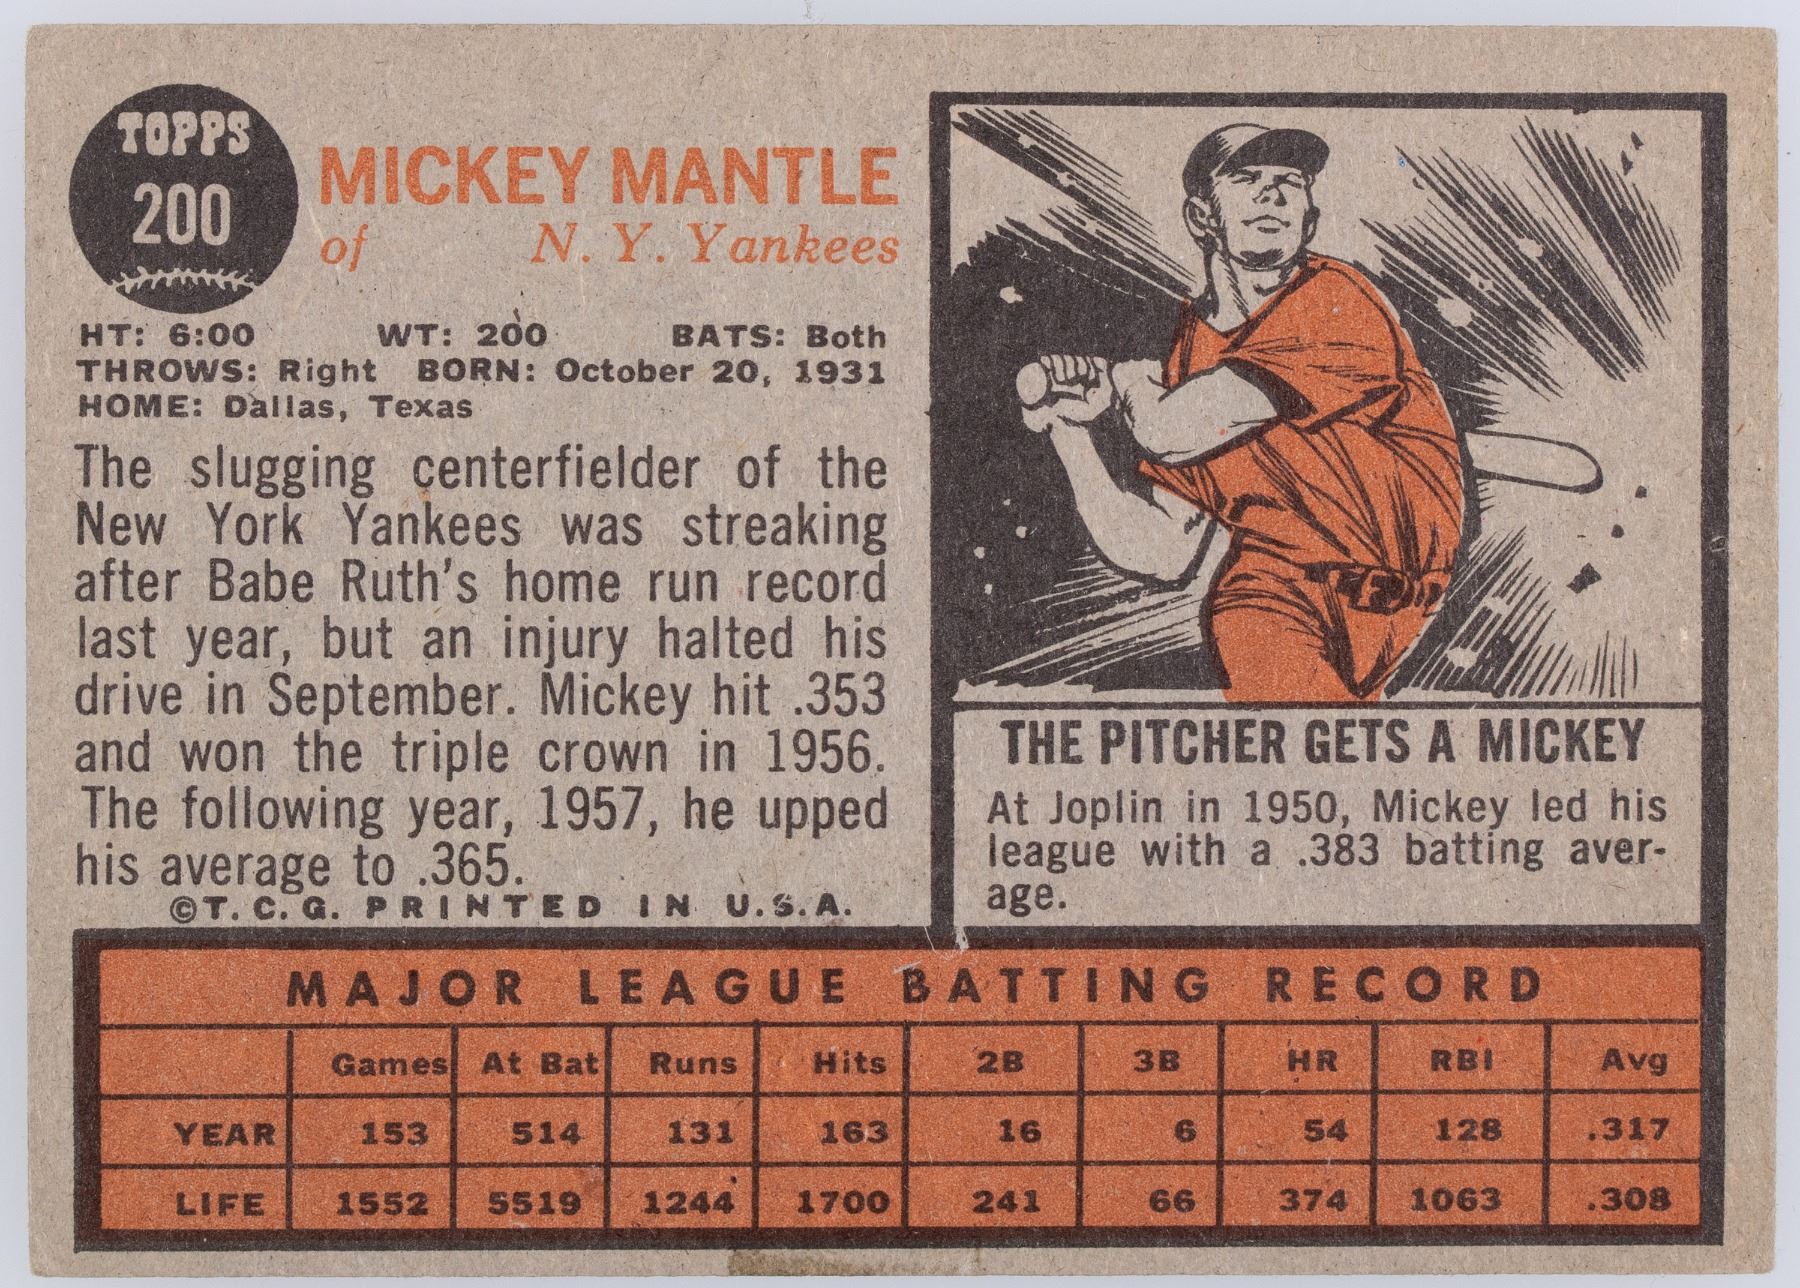 TOPPS
200
MICKEY MANTLE
of N. Y. Yankees
HT: 6:00 WT: 200 BATS: Both
THROWS: Right BORN: October 20, 1931
HOME: Dallas, Texas
The slugging centerfielder of the
New York Yankees was streaking
after Babe Ruth's home run record
last year, but an injury halted his
drive in September. Mickey hit .353
and won the triple crown in 1956.
The following year, 1957, he upped
his average to .365.
©T. C. G. PRINTED IN U.S.A.
THE PITCHER GETS A MICKEY
At Joplin in 1950, Mickey led his
league with a .383 batting aver-
age.
MAJOR LEAGUE BATTING RECORD
Games At Bat Runs Hits 2B 3B HR RBI Avg
YEAR 153 514 131 163 16 6 54 128 .317
LIFE 1552 5519 1244 1700 241 66 374 1063 .308